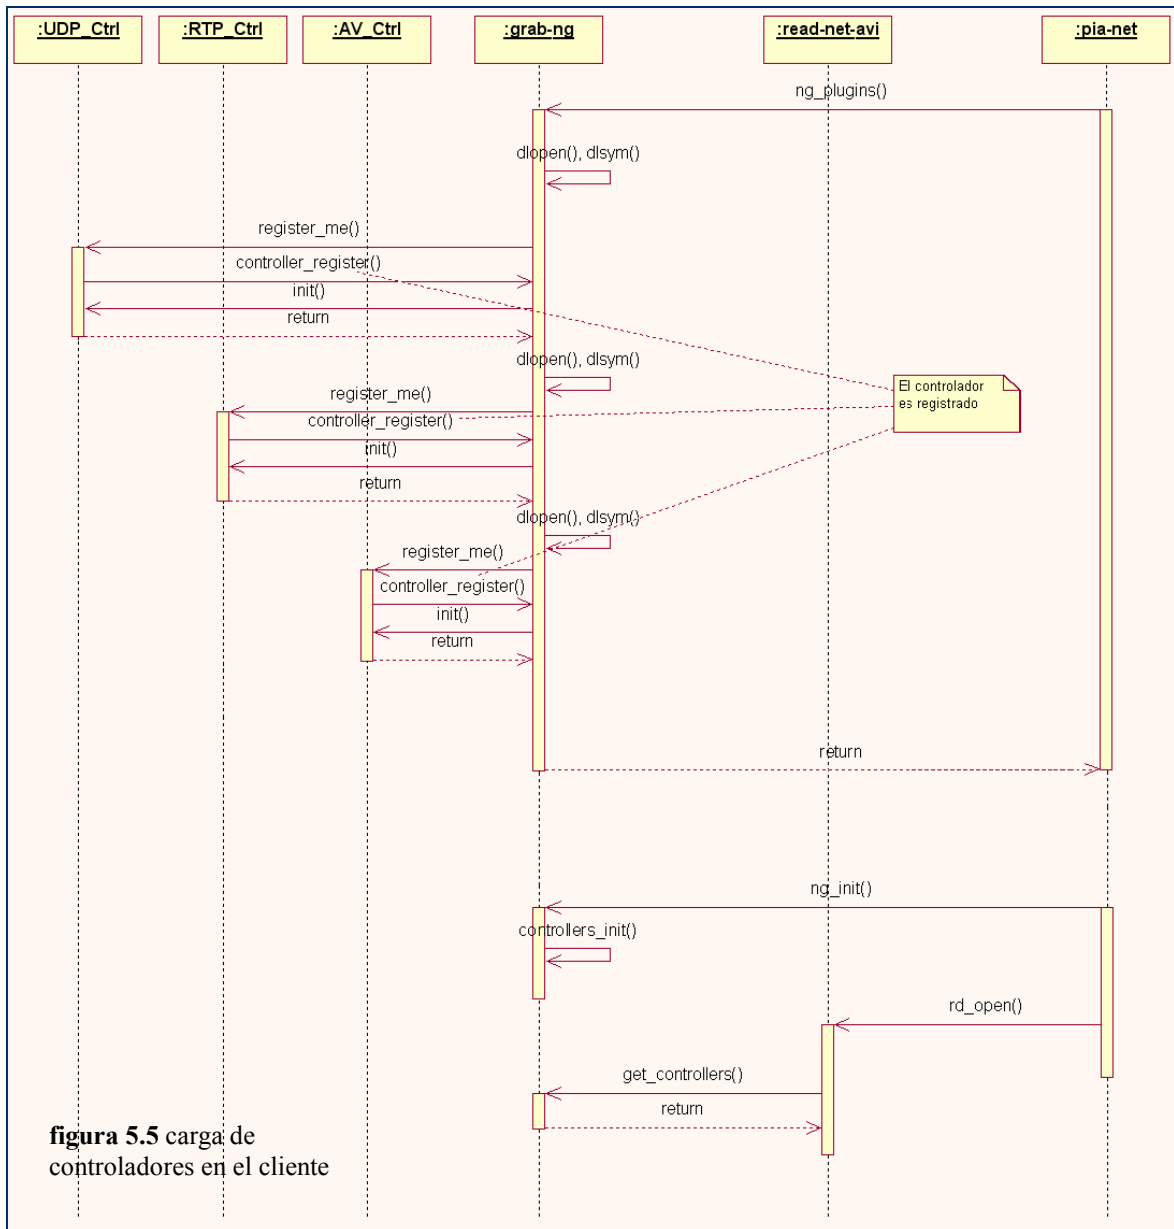 :UDP_Ctrl
:RTP_Ctrl
:AV_Ctrl
:grab-ng
:read-net-avi
:pia-net
ng_plugins()
dlopen(), dlsym()
register_me()
controller_register()
init()
return
dlopen(), dlsym()
El controlador
es registrado
register_me()
controller_register()
init()
return
dlopen(), dlsym()
register_me()
controller_register()
init()
return
return
ng_init()
controllers_init()
rd_open()
get_controllers()
return
figura 5.5 carga de
controladores en el cliente